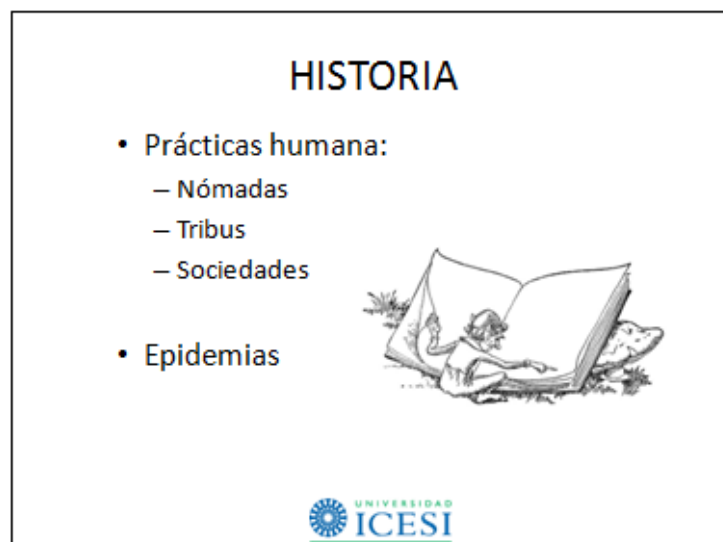 HISTORIA
• Prácticas humana:
– Nómadas
– Tribus
– Sociedades
• Epidemias
UNIVERSIDAD
ICESI